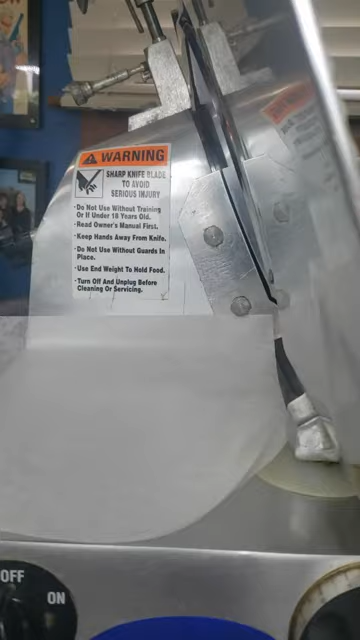 WARNING
SHARP KNIFE BLADE
TO AVOID
SERIOUS INJURY
· Do Not Use Without Training
Or If Under 18 Years Old.
· Read Owner's Manual First.
· Keep Hands Away From Knife.
· Do Not Use Without Guards In
Place.
· Use End Weight To Hold Food.
· Turn Off And Unplug Before
Cleaning Or Servicing.
OFF
ON